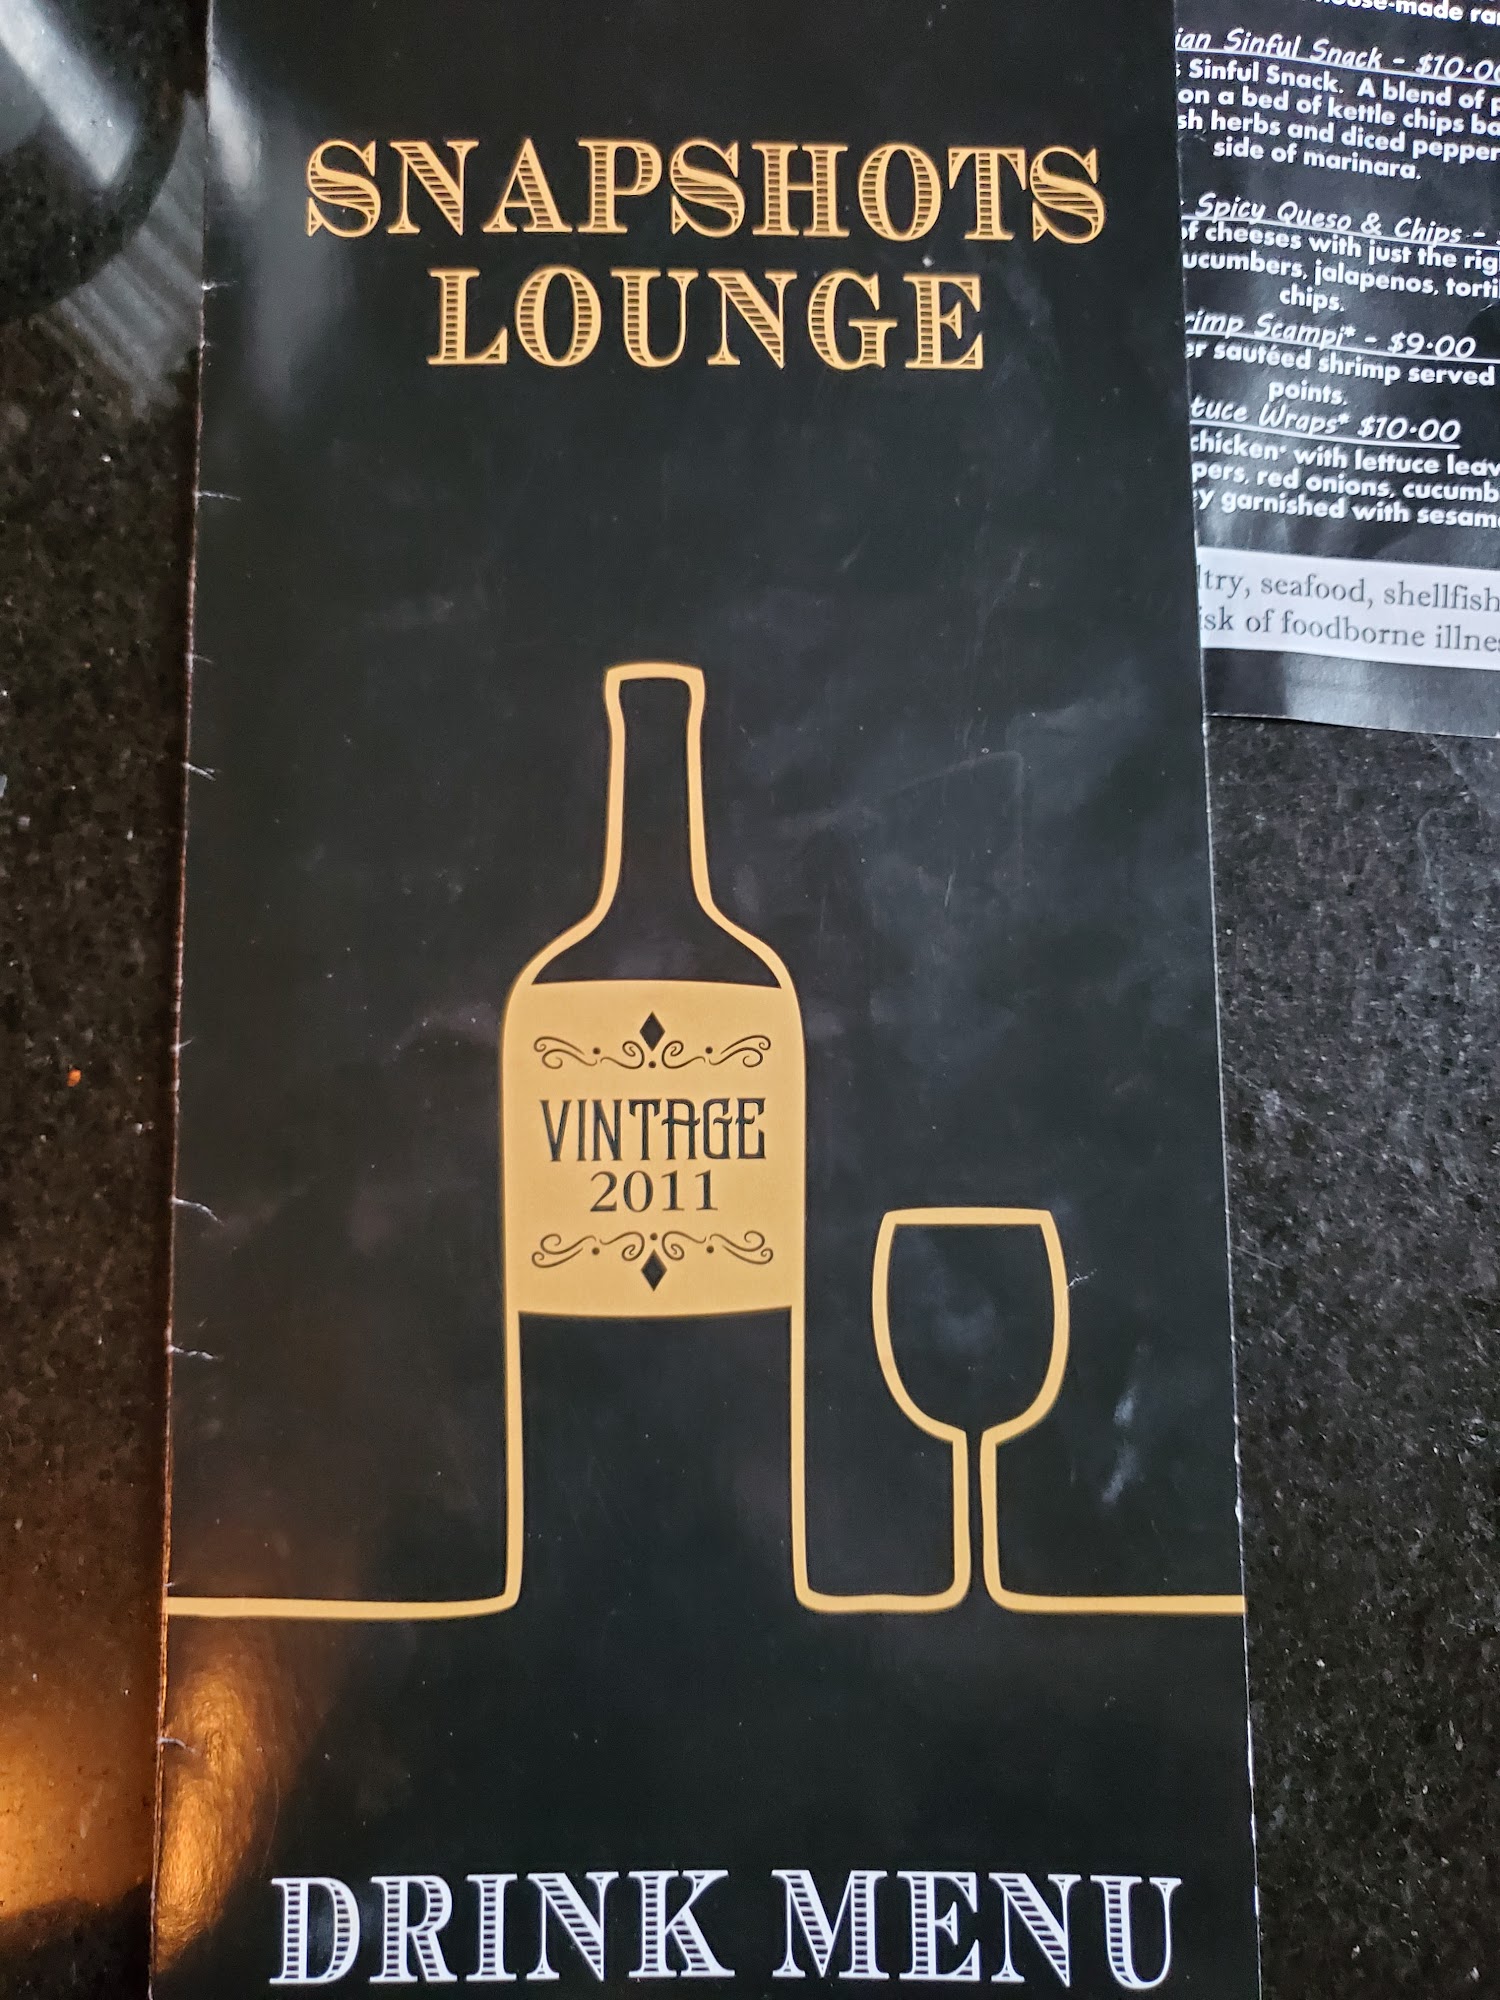 SNAPSHOTS
LOUNGE
VINTAGE
2011
DRINK MENU
Sinful Snack - $10.00
Sinful Snack. A blend of
on a bed of kettle chips
herbs and diced
side of marinara.
Spicy Queso & Chips -
of cheeses with just the
jalapenos,
chips.
Scampi* - $9.00
sautéed shrimp served
points.
Wraps* $10.00
chicken* with lettuce
red onions,
garnished with
seafood, shellfish
of foodborne